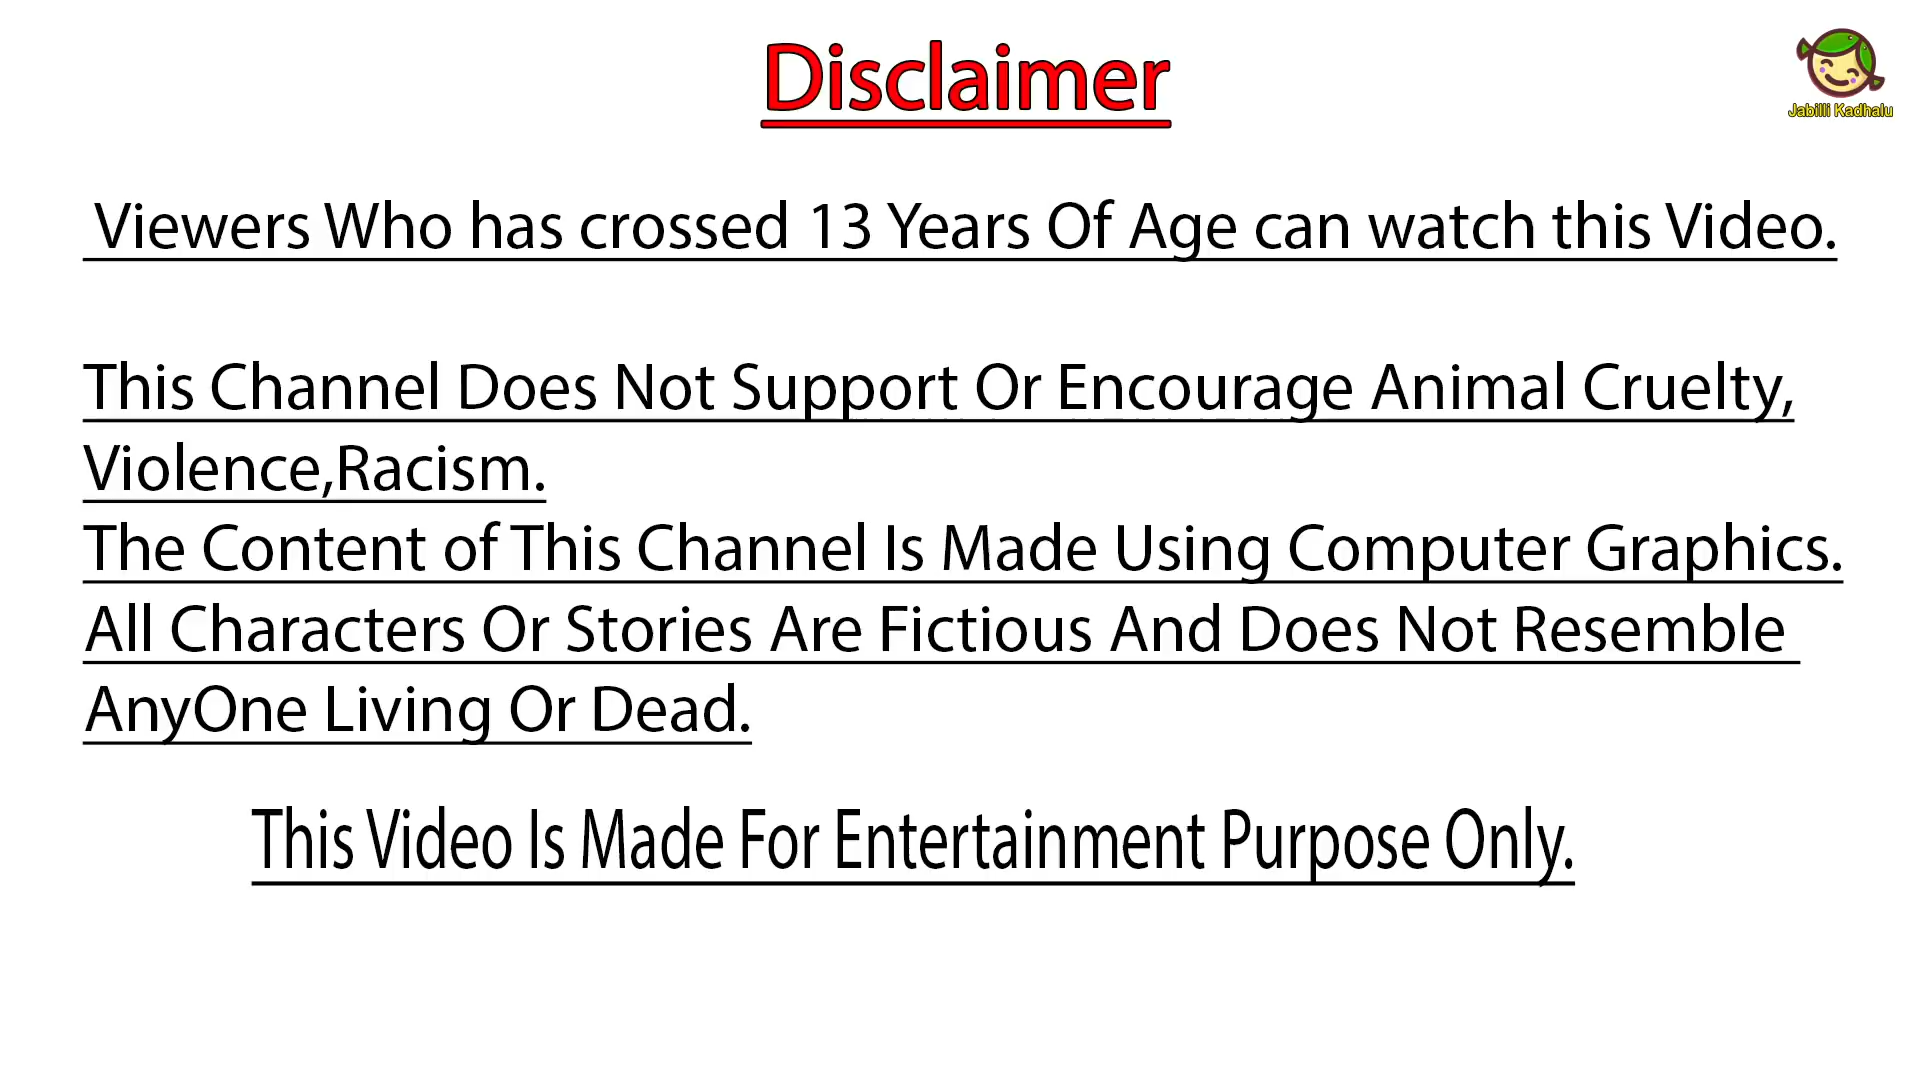 Disclaimer
Jabilli Kadhalu
Viewers Who has crossed 13 Years Of Age can watch this Video.
This Channel Does Not Support Or Encourage Animal Cruelty,
Violence,Racism.
The Content of This Channel Is Made Using Computer Graphics.
All Characters Or Stories Are Fictious And Does Not Resemble
AnyOne Living Or Dead.
This Video Is Made For Entertainment Purpose Only.